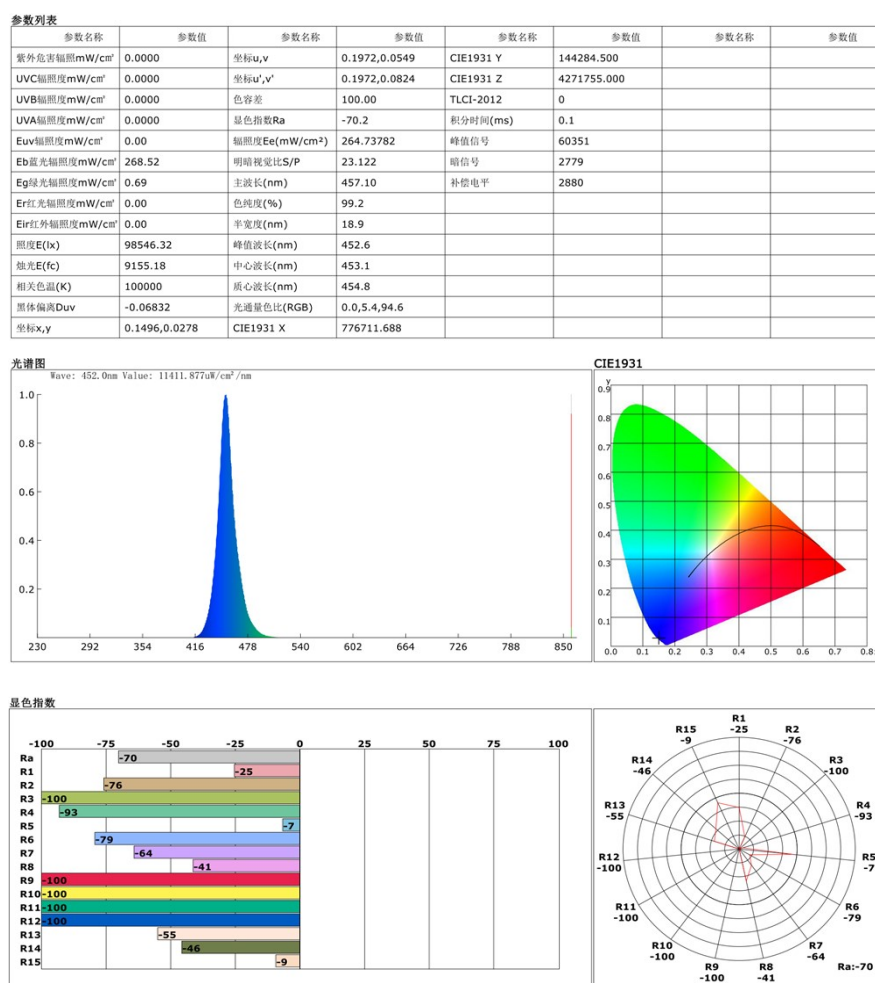 参数列表
参数名称 参数值 参数名称 参数值 参数名称 参数值 参数名称 参数值
紫外危害辐照mW/cm² 0.0000 坐标u,v 0.1972,0.0549 CIE1931 Y 144284.500
UVC辐照度mW/cm² 0.0000 坐标u',v' 0.1972,0.0824 CIE1931 Z 4271755.000
UVB辐照度mW/cm² 0.0000 色容差 100.00 TLCI-2012 0
UVA辐照度mW/cm² 0.0000 显色指数Ra -70.2 积分时间(ms) 0.1
Euv辐照度mW/cm² 0.00 辐照度Ee(mW/cm²) 264.73782 峰值信号 60351
Eb蓝光辐照度mW/cm² 268.52 明暗视觉比S/P 23.122 暗信号 2779
Eg绿光辐照度mW/cm² 0.69 主波长(nm) 457.10 补偿电平 2880
Er红光辐照度mW/cm² 0.00 色纯度(%) 99.2
Eir红外辐照度mW/cm² 0.00 半宽度(nm) 18.9
照度E(lx) 98546.32 峰值波长(nm) 452.6
烛光E(fc) 9155.18 中心波长(nm) 453.1
相关色温(K) 100000 质心波长(nm) 454.8
黑体偏离Duv -0.06832 光通量色比(RGB) 0.0,5.4,94.6
坐标x,y 0.1496,0.0278 CIE1931 X 776711.688
光谱图
Wave: 452.0nm Value: 11411.877uW/cm²/nm
1.0
0.8
0.6
0.4
0.2
230 292 354 416 478 540 602 664 726 788 850
CIE1931
y
0.9
0.8
0.7
0.6
0.5
0.4
0.3
0.2
0.1
0.0 0.1 0.2 0.3 0.4 0.5 0.6 0.7
显色指数
-100 -75 -50 -25 0 25 50 75 100
Ra -70
R1 -25
R2 -76
R3 -100
R4 -93
R5 -7
R6 -79
R7 -64
R8 -41
R9 -100
R10 -100
R11 -100
R12 -100
R13 -55
R14 -46
R15 -9
R1
-25
R2
-76
R3
-100
R4
-93
R5
R6
-79
R7
-64
R8
-41
R9
-100
R10
-100
R11
-100
R12
-100
R13
-55
R14
-46
R15
-9
Ra:-70